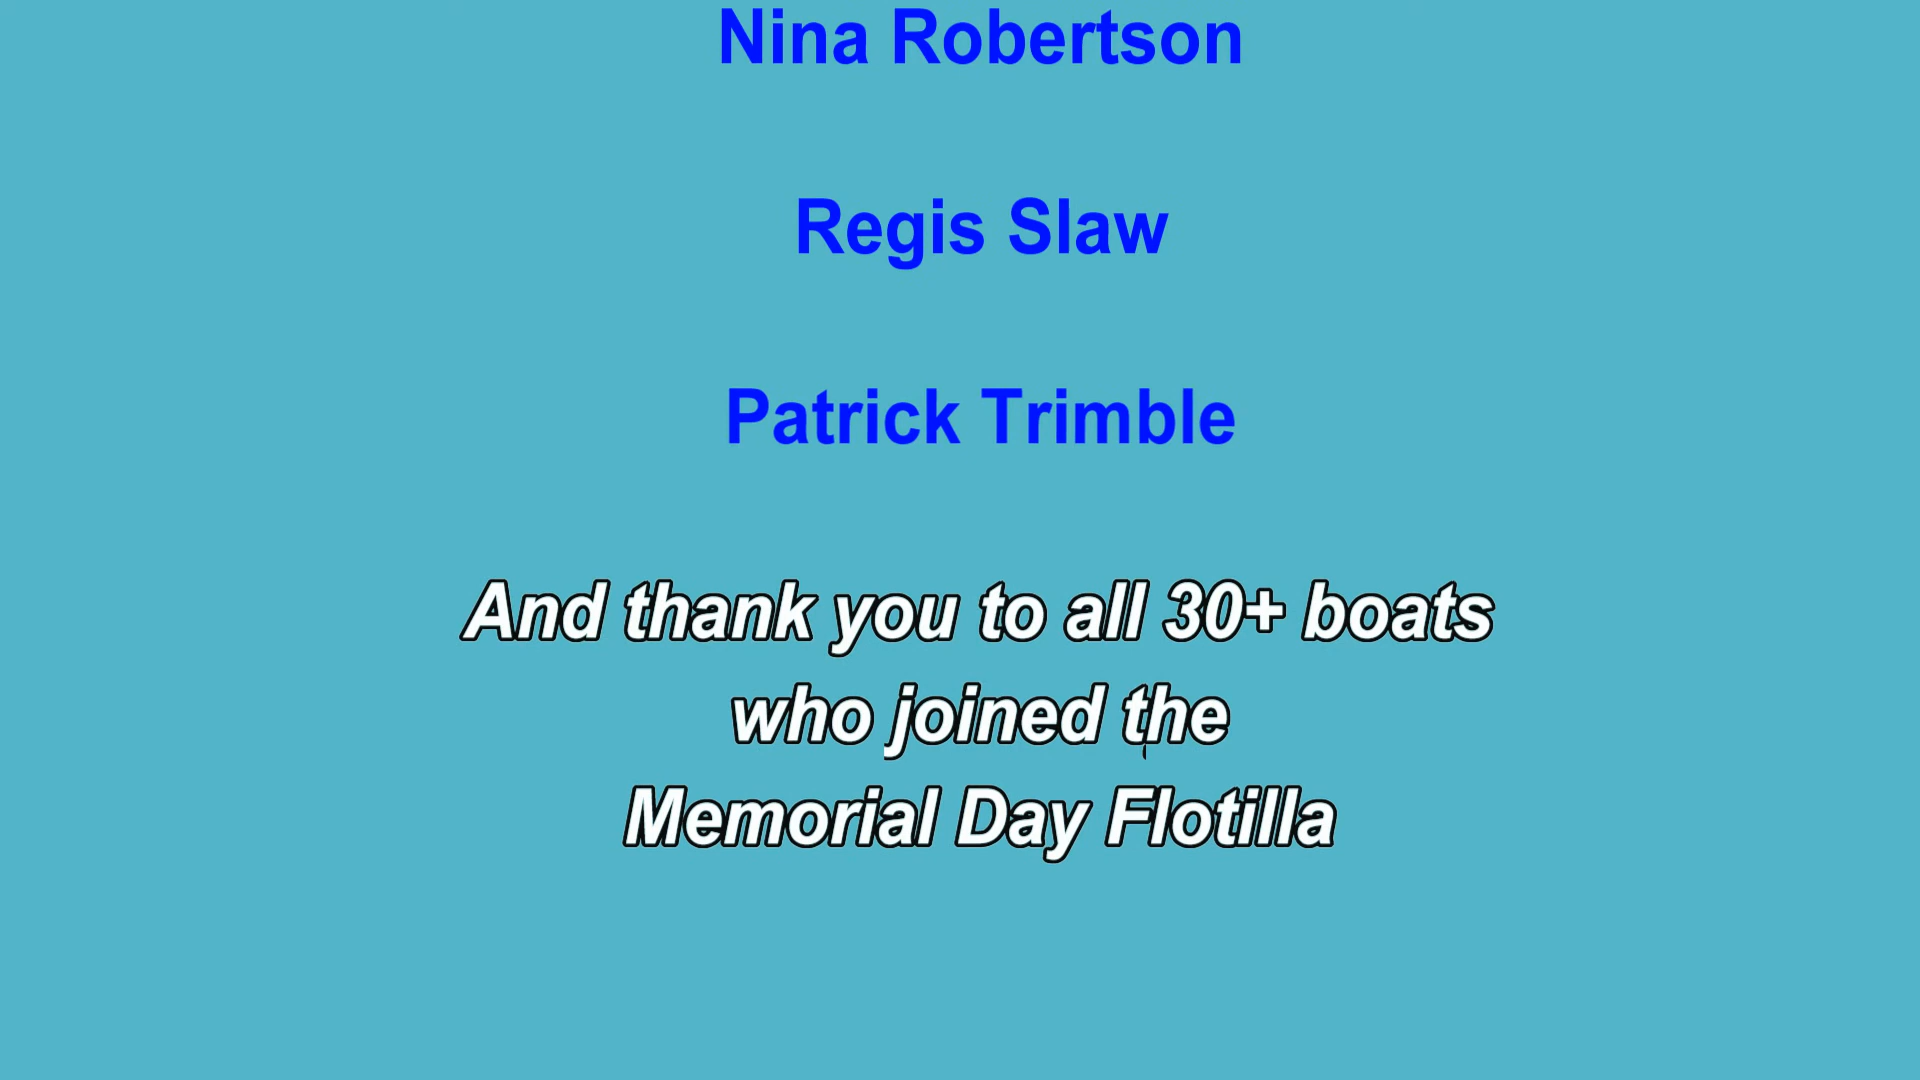 Nina Robertson
Regis Slaw
Patrick Trimble
And thank you to all 30+ boats
who joined the
Memorial Day Flotilla